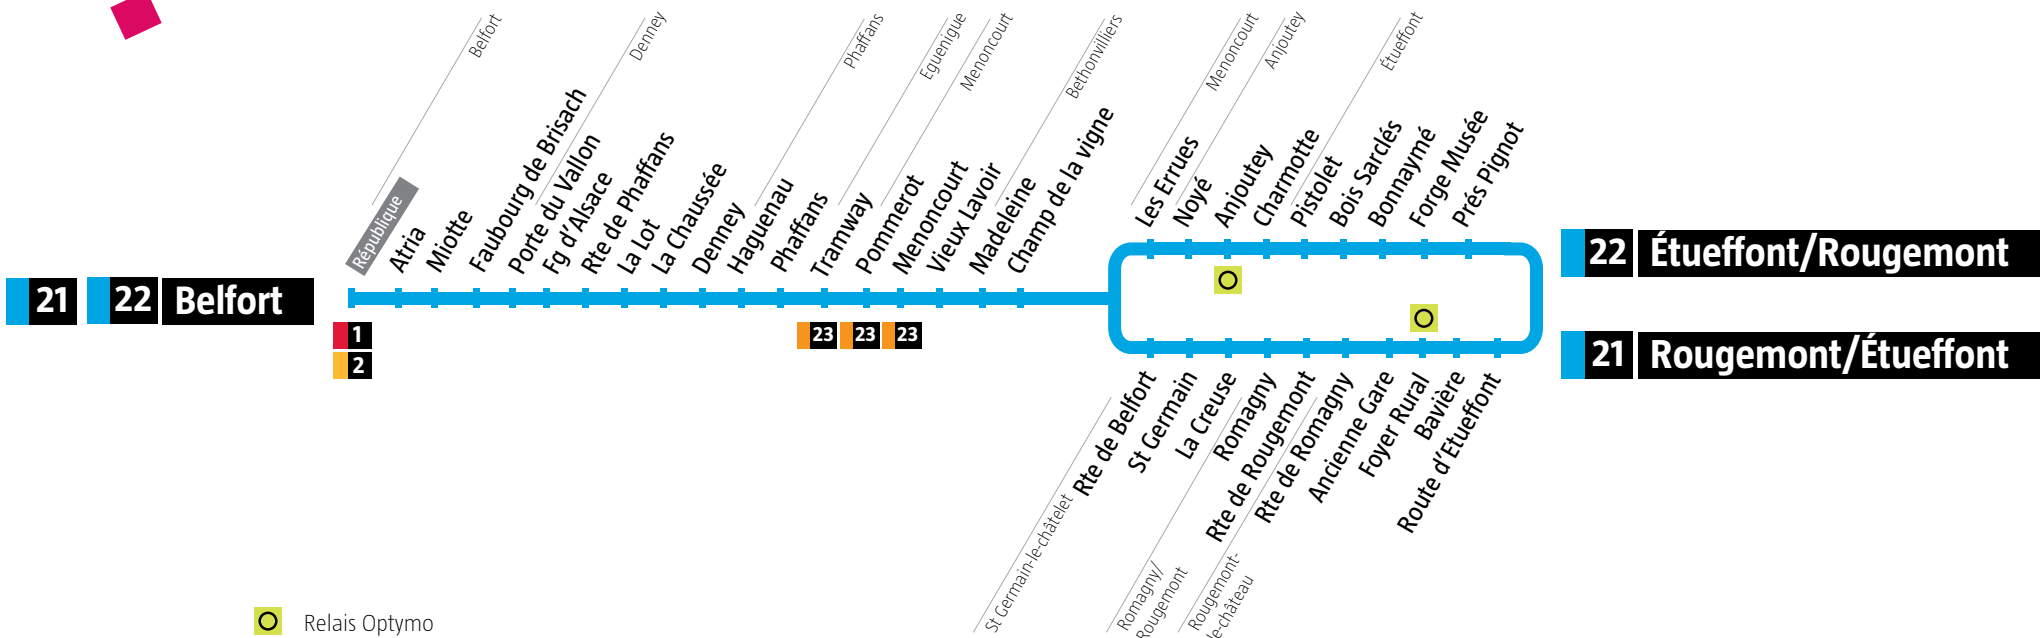 Belfort
Denney
Phaffans
Eguenigue
Menoncourt
Bethonvilliers
Menoncourt
Anjoutey
Étueffont
République
Atria
Miotte
Faubourg de Brisach
Porte du Vallon
Fg d'Alsace
Rte de Phaffans
La Lot
La Chaussée
Denney
Haguenau
Phaffans
Tramway
Pommerot
Menoncourt
Vieux Lavoir
Madeleine
Champ de la vigne
Les Errues
Noyé
Anjoutey
Charmotte
Pistolet
Bois Sardés
Bonnaymé
Forge Musée
Prés Pignot
22 Étueffont/Rougemont
21 22 Belfort
1
2
23 23 23
21 Rougemont/Étueffont
Rte de Belfort
St Germain
La Creuse
Romagny
Rte de Rougemont
Rte de Romagny
Ancienne Gare
Foyer Rural
Bavière
Route d'Etueffont
St Germain-le-châtelet
Romagny/
Rougemont
Rougemont-
le-château
Relais Optymo